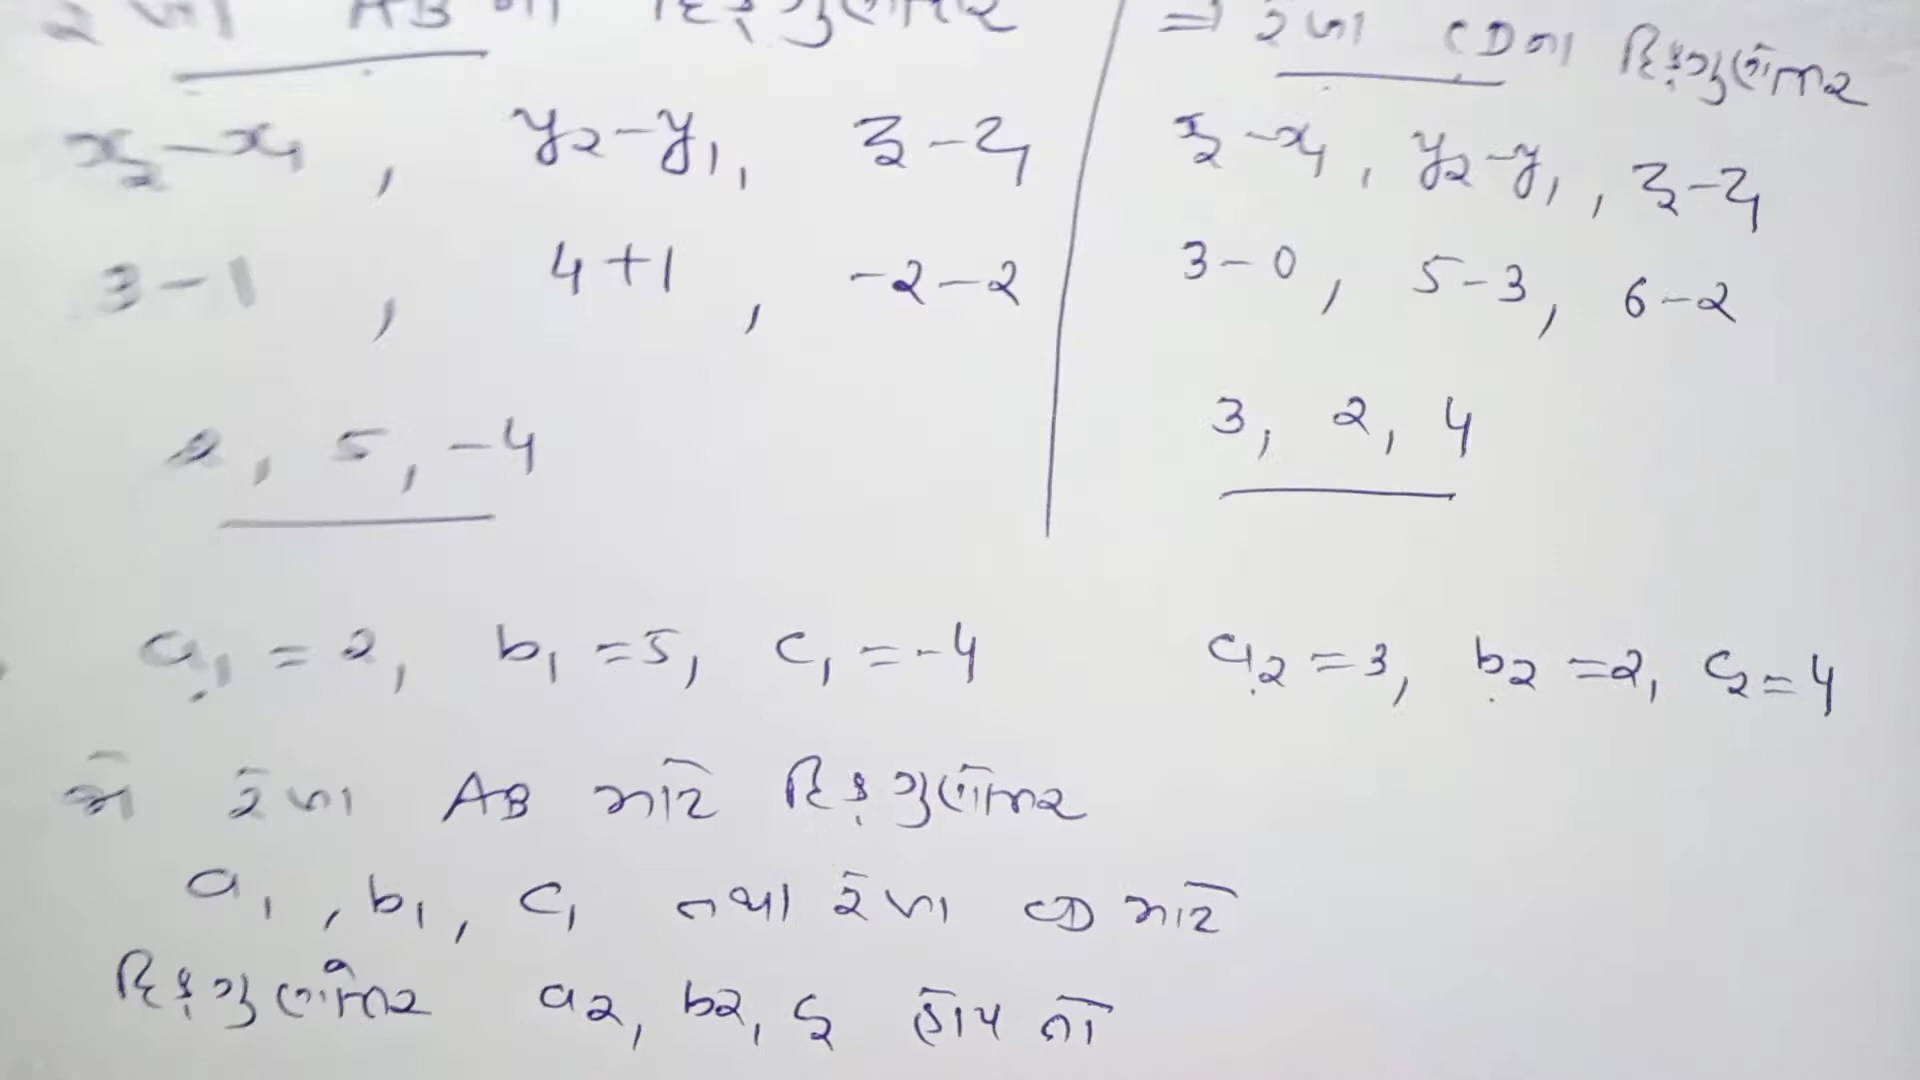 રેખા AB ના દિક્ગુણોત્તર
x₂-x₁, y₂-y₁, z₂-z₁
3-1, 4+1, -2-2
2, 5, -4
⇒ રેખા CDના દિક્ગુણોત્તર
x₂-x₁, y₂-y₁, z₂-z₁
3-0, 5-3, 6-2
3, 2, 4
a₁ = 2, b₁ = 5, c₁ = -4
a₂ = 3, b₂ = 2, c₂ = 4
જો રેખા AB માટે દિક્ગુણોત્તર
a₁, b₁, c₁ તથા રેખા CD માટે
દિક્ગુણોત્તર a₂, b₂, c₂ હોય તો